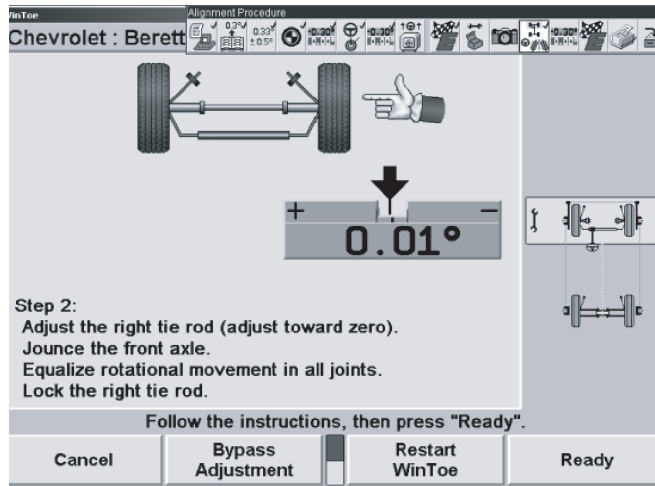 WinToe
Alignment Procedure
Chevrolet : Berett
+
-
0.01°
Step 2:
Adjust the right tie rod (adjust toward zero).
Jounce the front axle.
Equalize rotational movement in all joints.
Lock the right tie rod.
Follow the instructions, then press "Ready".
Cancel
Bypass
Adjustment
Restart
WinToe
Ready